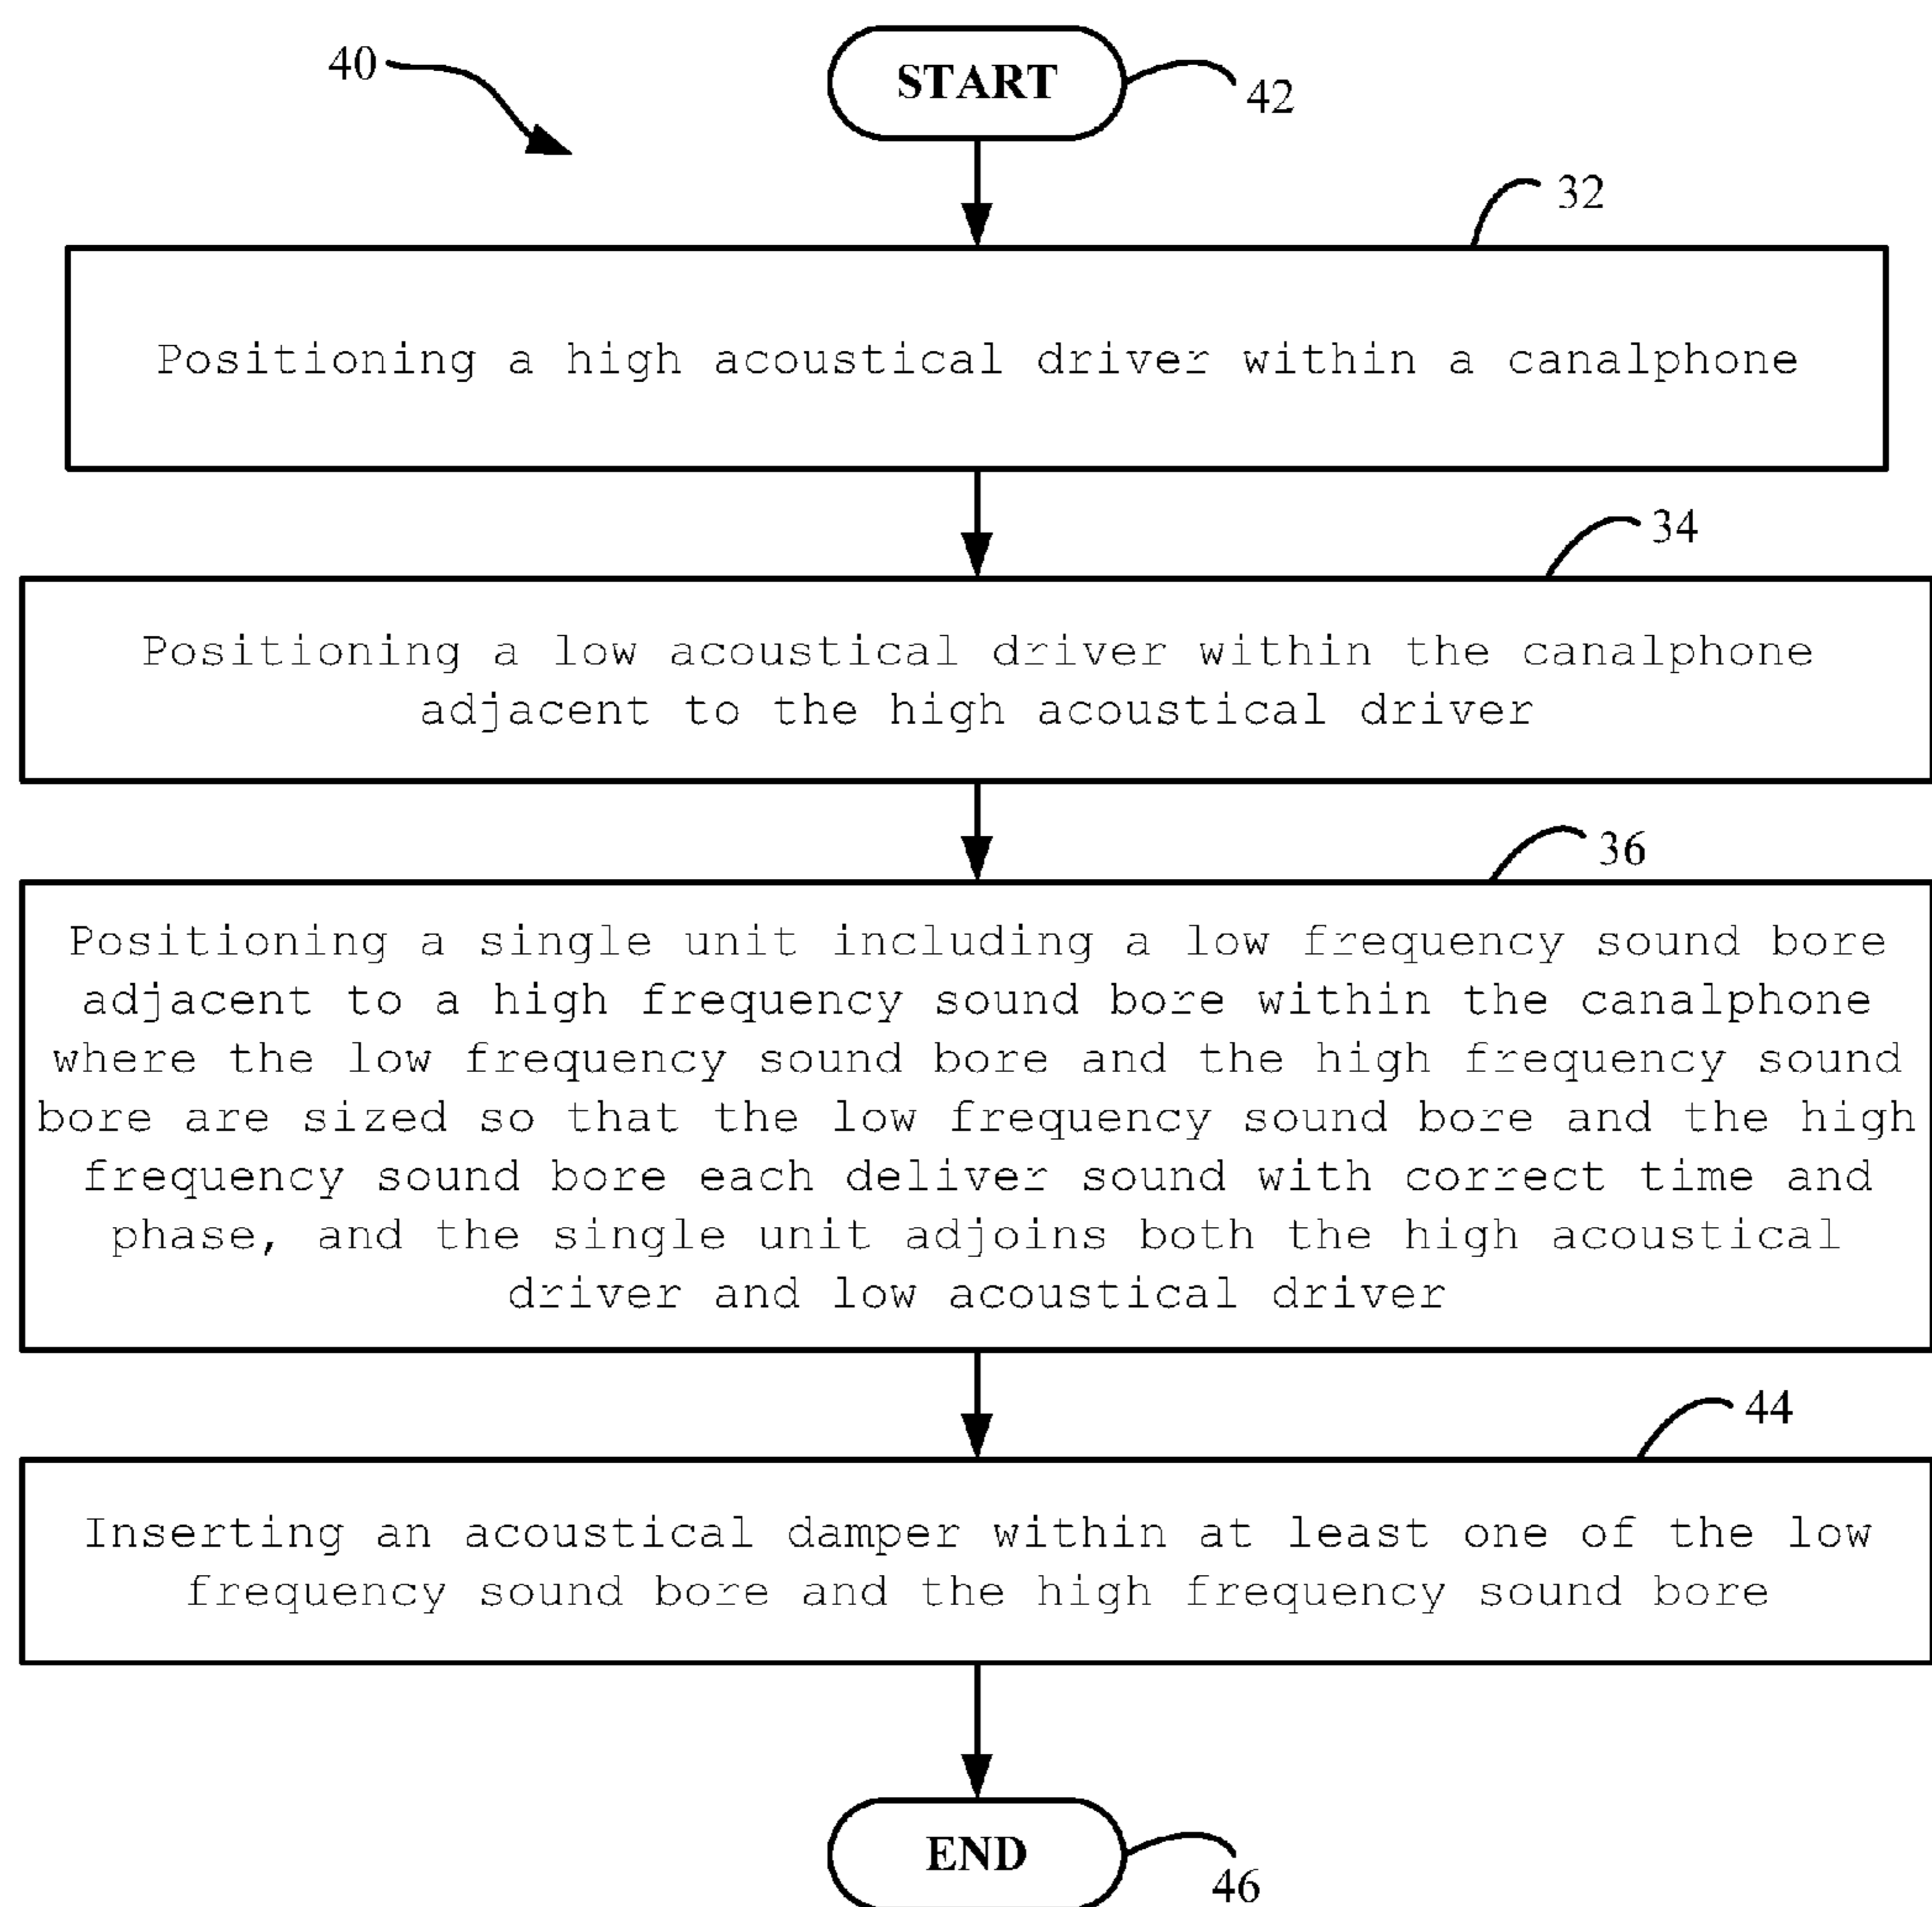 40
START
42
32
Positioning a high acoustical driver within a canalphone
34
Positioning a low acoustical driver within the canalphone
adjacent to the high acoustical driver
36
Positioning a single unit including a low frequency sound bore
adjacent to a high frequency sound bore within the canalphone
where the low frequency sound bore and the high frequency sound
bore are sized so that the low frequency sound bore and the high
frequency sound bore each deliver sound with correct time and
phase, and the single unit adjoins both the high acoustical
driver and low acoustical driver
44
Inserting an acoustical damper within at least one of the low
frequency sound bore and the high frequency sound bore
END
46